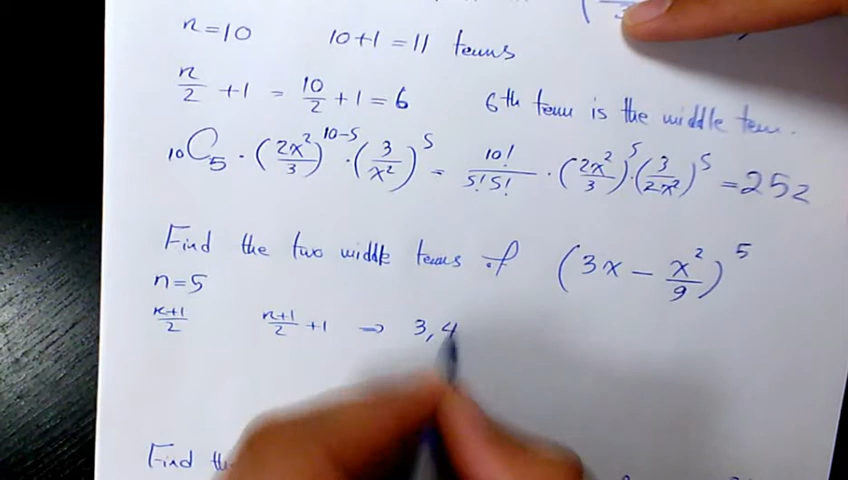 n=10 10+1=11 terms
n/2 +1 = 10/2 +1 = 6 6th term is the middle term.
₁₀C₅ · (2x²/3)¹⁰⁻⁵ · (3/x²)⁵ = 10!/5!5! · (2x²/3)⁵ · (3/2x²)⁵ = 252
Find the two middle terms of (3x − x²/9)⁵
n=5
n+1/2 n+1/2 +1 → 3,4
Find